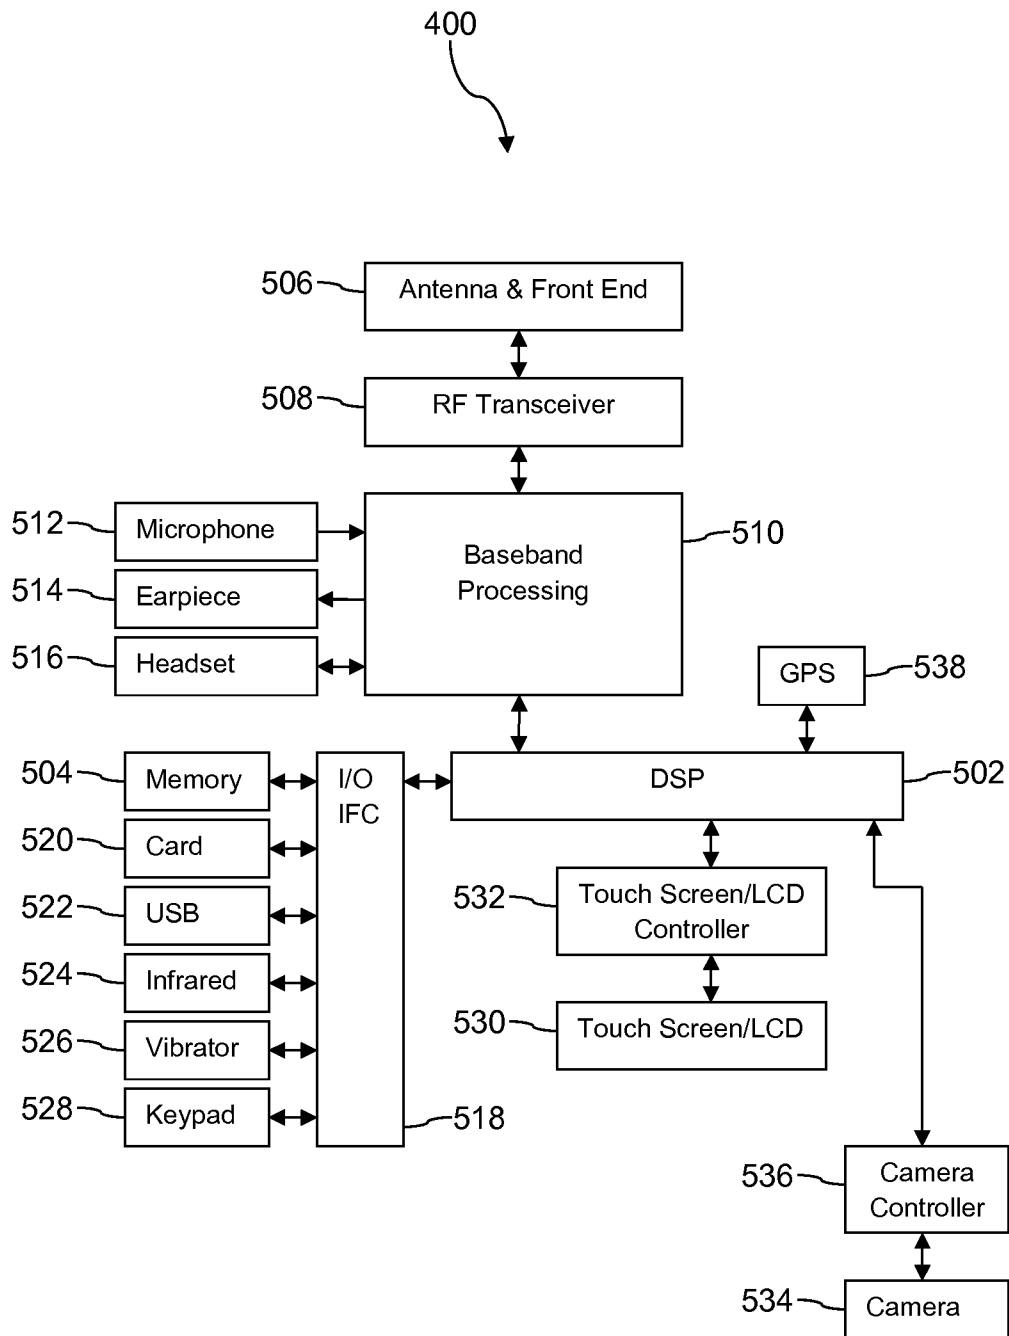 400
506
Antenna & Front End
508
RF Transceiver
512
Microphone
510
Baseband
Processing
514
Earpiece
516
Headset
GPS
538
504
Memory
I/O
IFC
DSP
502
520
Card
522
USB
532
Touch Screen/LCD
Controller
524
Infrared
530
Touch Screen/LCD
526
Vibrator
528
Keypad
518
536
Camera
Controller
534
Camera